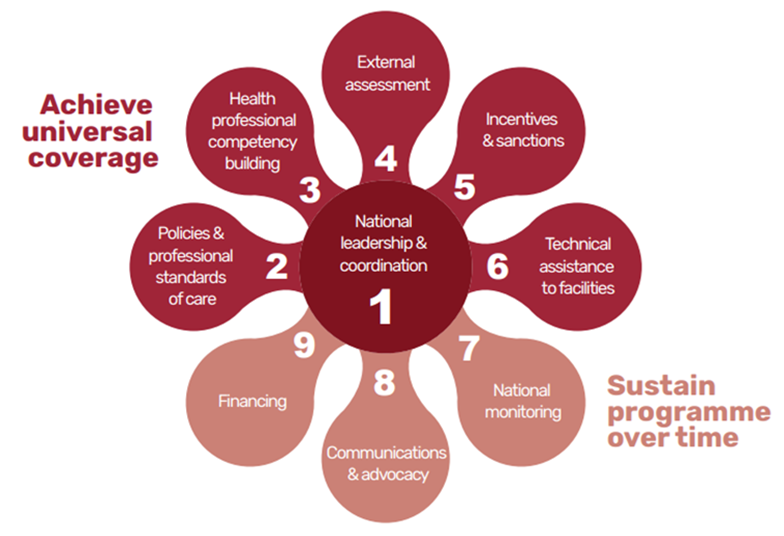 Achieve
universal
coverage
National
leadership &
coordination
1
Policies &
professional
standards
of care
2
Health
professional
competency
building
3
External
assessment
4
Incentives
& sanctions
5
Technical
assistance
to facilities
6
National
monitoring
7
Communications
& advocacy
8
Financing
9
Sustain
programme
over time